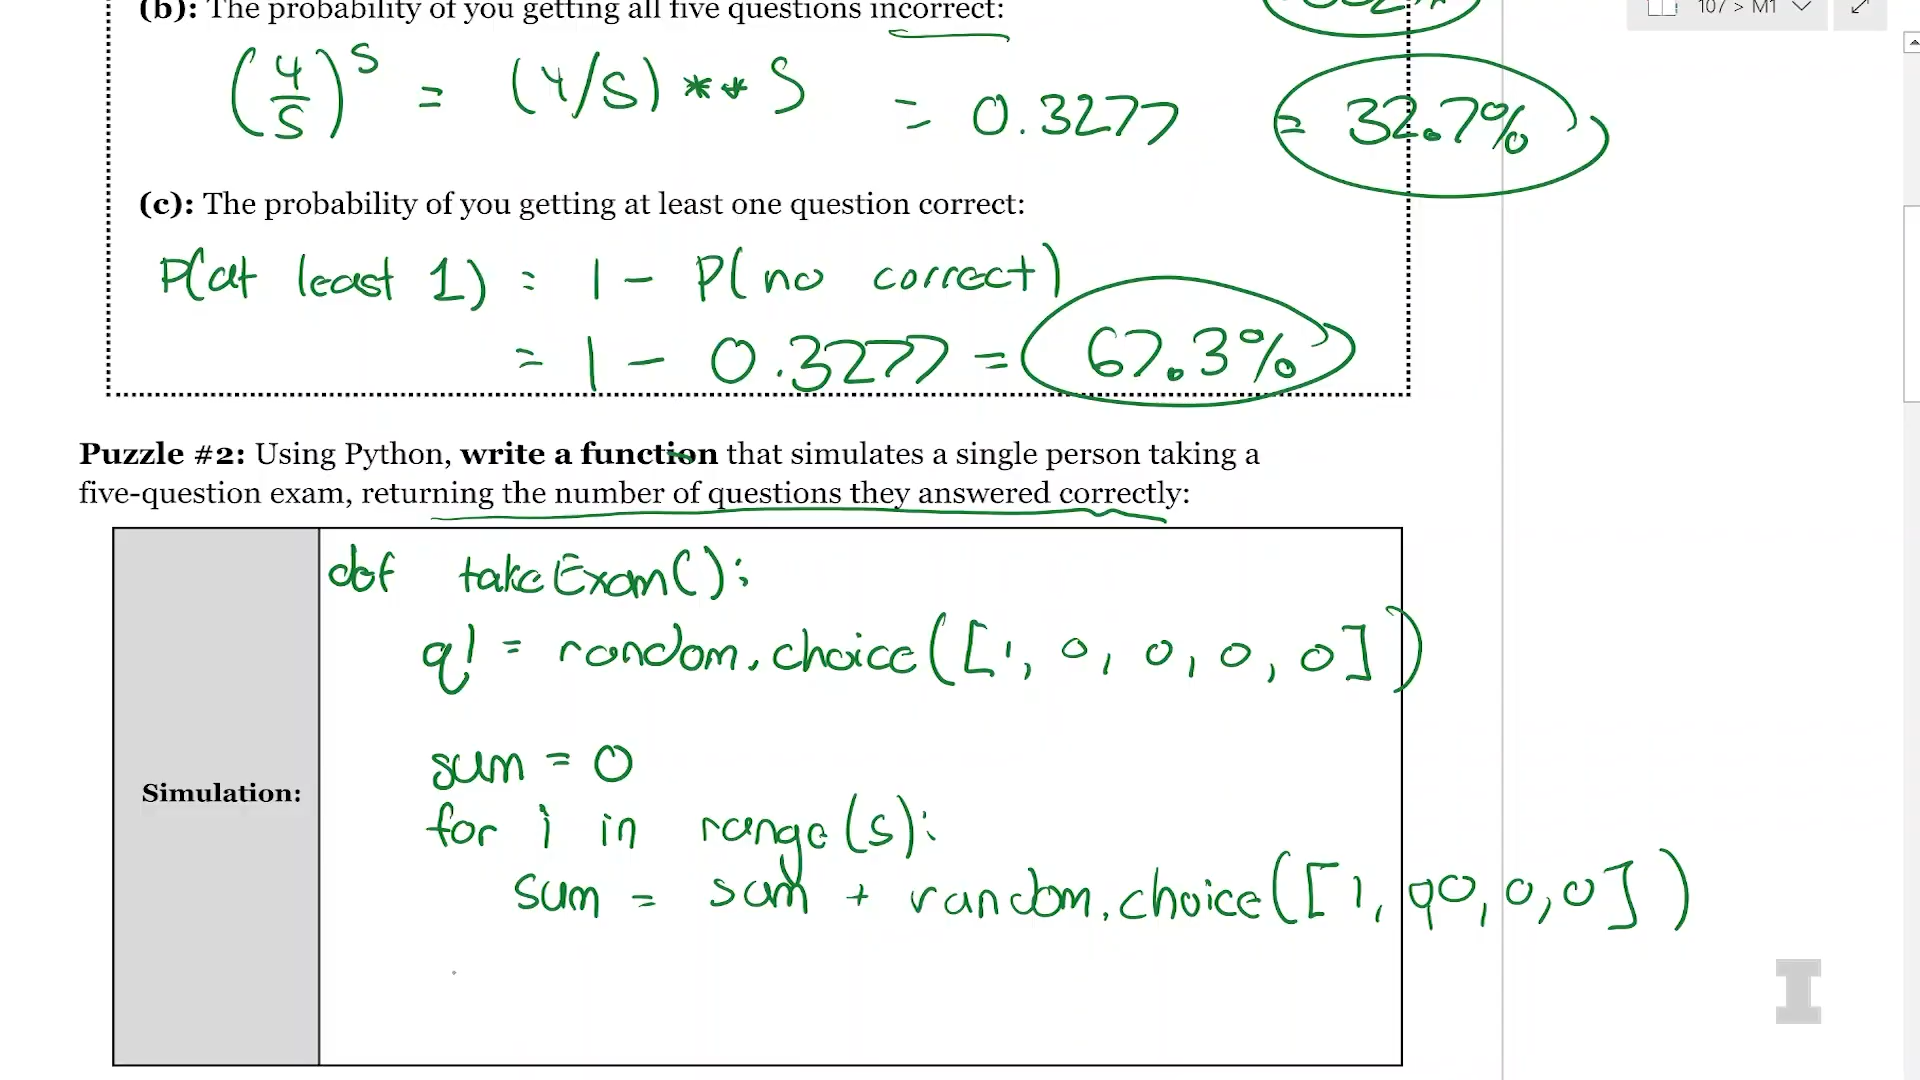 (b): The probability of you getting all five questions incorrect:
107 > M1
(4/5)^5 = (4/5) ** 5 = 0.3277 = 32.7%
(c): The probability of you getting at least one question correct:
P(at least 1) = 1 - P(no correct)
= 1 - 0.3277 = 67.3%
Puzzle #2: Using Python, write a function that simulates a single person taking a
five-question exam, returning the number of questions they answered correctly:
Simulation:
def takeExam():
q1 = random.choice([1, 0, 0, 0, 0])
sum = 0
for i in range(5):
sum = sum + random.choice([1, 0 0, 0, 0])
I